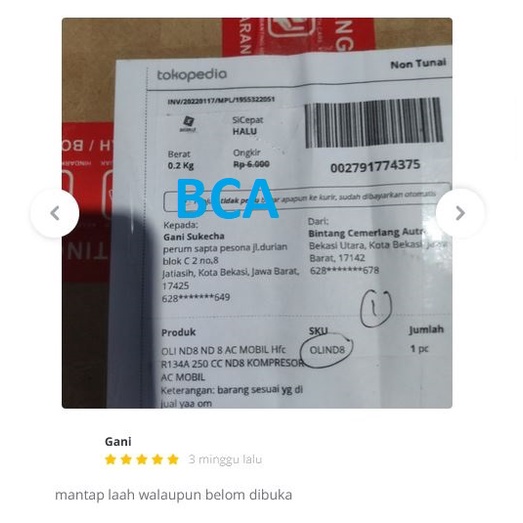 tokopedia
Non Tunai
INV/20220117/MPL/1955322051
SiCepat
HALU
Berat
0.2 Kg
Ongkir
Rp 6.000
002791774375
tidak per
ar apapun ke kurir, sudah dibayarkan otomatis
BCA
Kepada:
Gani Sukecha
perum sapta pesona jl.durian
blok C 2 no,8
Jatiasih, Kota Bekasi, Jawa Barat,
17425
628*******649
Dari:
Bintang Cemerlang Aut
Bekasi Utara, Kota Bekasi,
Barat, 17142
628*******678
1
Produk
SKU
Jumlah
OLI ND8 ND 8 AC MOBIL Hfc
R134A 250 CC ND8 KOMPRESOR
AC MOBIL
OLIND8
1 pc
Keterangan: barang sesuai yg di
jual yaa om
Gani
3 minggu lalu
mantap laah walaupun belom dibuka